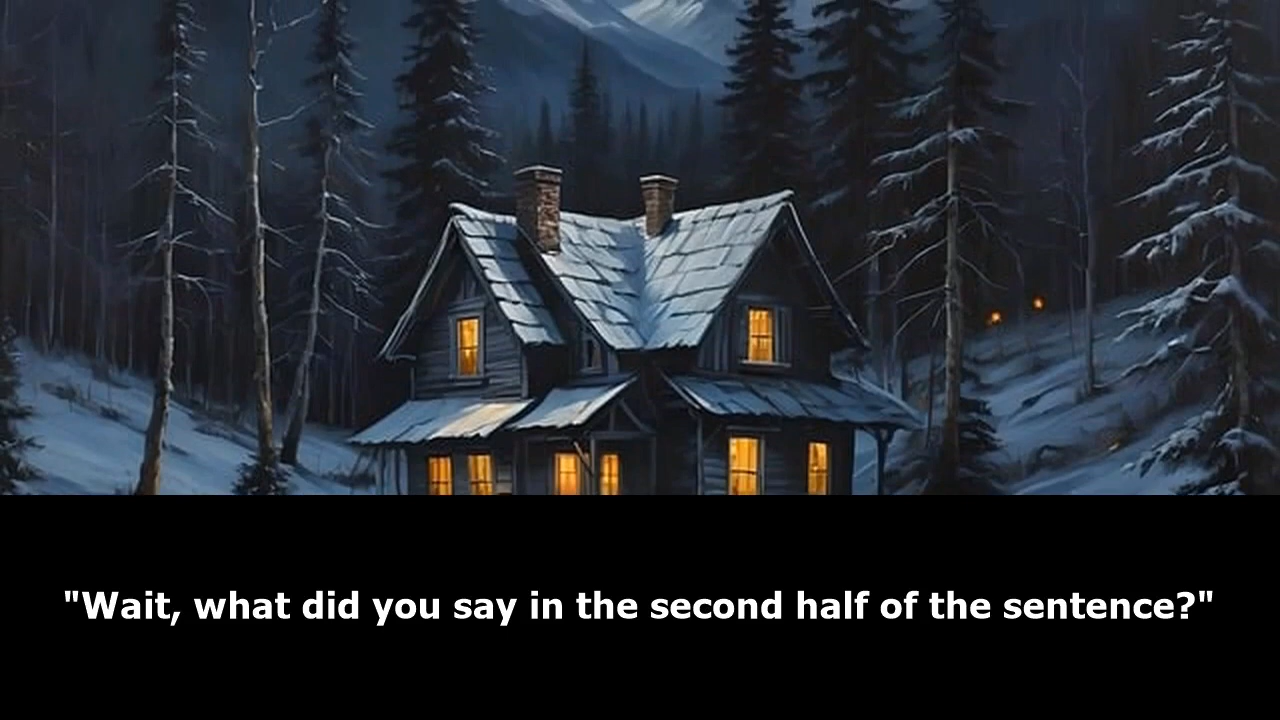 "Wait, what did you say in the second half of the sentence?"